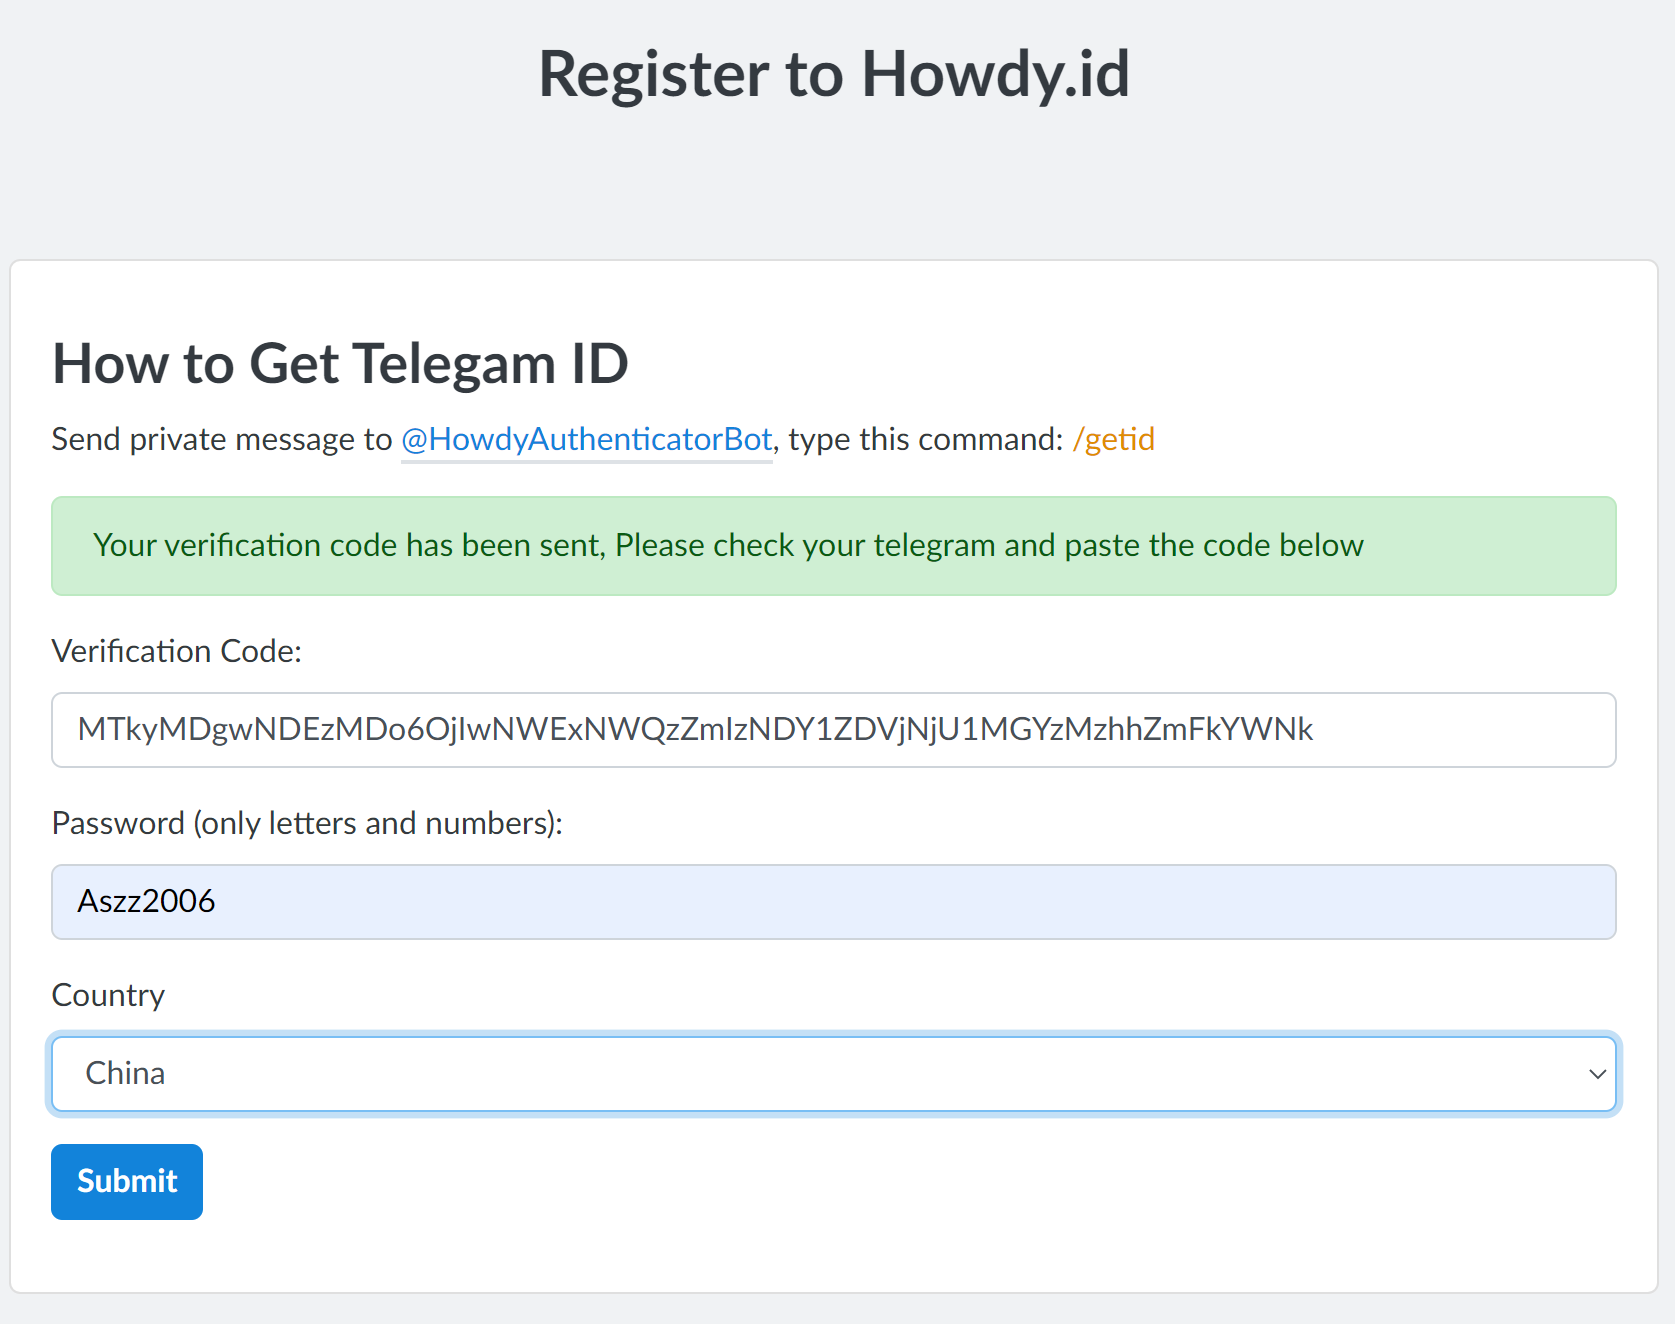 Register to Howdy.id
How to Get Telegam ID
Send private message to @HowdyAuthenticatorBot, type this command: /getid
Your verification code has been sent, Please check your telegram and paste the code below
Verification Code:
MTkyMDgwNDEzMDo6OjIwNWExNWQzZmIzNDY1ZDVjNjU1MGYzMzhhZmFkYWNk
Password (only letters and numbers):
Aszz2006
Country
China
Submit